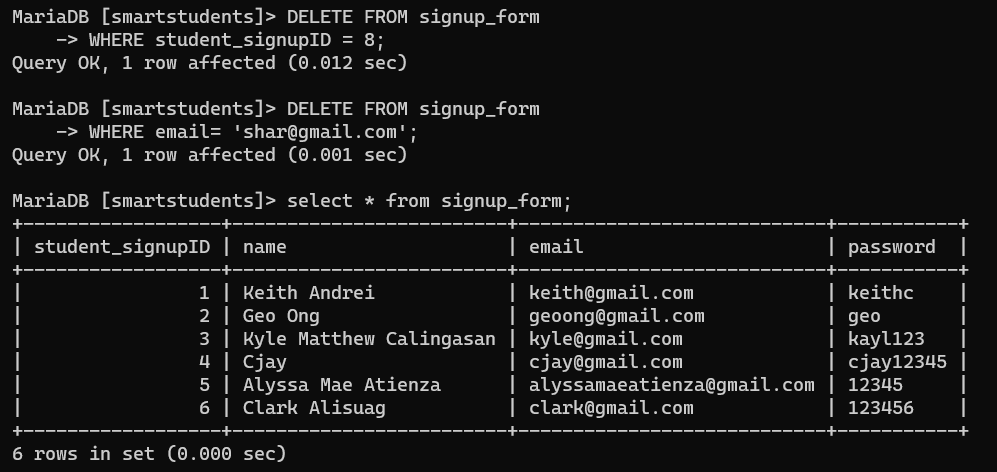 MariaDB [smartstudents]> DELETE FROM signup_form
    -> WHERE student_signupID = 8;
Query OK, 1 row affected (0.012 sec)

MariaDB [smartstudents]> DELETE FROM signup_form
    -> WHERE email= 'shar@gmail.com';
Query OK, 1 row affected (0.001 sec)

MariaDB [smartstudents]> select * from signup_form;
+------------------+-------------------------+----------------------------+-----------+
| student_signupID | name                    | email                      | password  |
+------------------+-------------------------+----------------------------+-----------+
|                1 | Keith Andrei            | keith@gmail.com            | keithc    |
|                2 | Geo Ong                 | geoong@gmail.com           | geo       |
|                3 | Kyle Matthew Calingasan | kyle@gmail.com             | kayl123   |
|                4 | Cjay                    | cjay@gmail.com             | cjay12345 |
|                5 | Alyssa Mae Atienza      | alyssamaeatienza@gmail.com | 12345     |
|                6 | Clark Alisuag           | clark@gmail.com            | 123456    |
+------------------+-------------------------+----------------------------+-----------+
6 rows in set (0.000 sec)